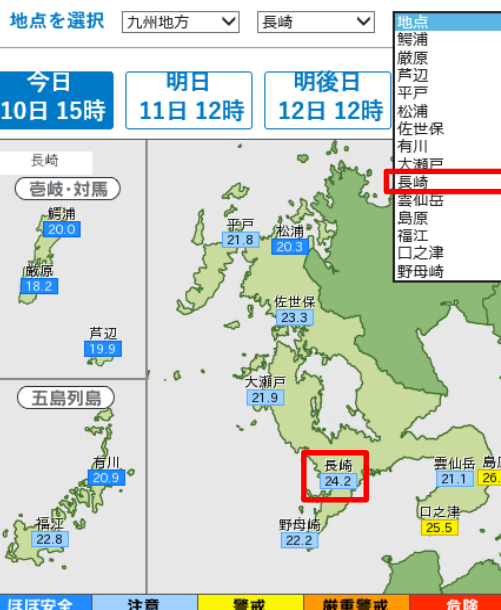 地点を選択 九州地方 長崎
地点
鰐浦
厳原
芦辺
平戸
松浦
佐世保
有川
大瀬戸
長崎
雲仙岳
島原
福江
口之津
野母崎
今日
10日 15時
明日
11日 12時
明後日
12日 12時
長崎
壱岐・対馬
鰐浦
20.0
厳原
18.2
芦辺
19.9
五島列島
有川
20.9
福江
22.8
平戸
21.8
松浦
20.3
佐世保
23.3
大瀬戸
21.9
長崎
24.2
雲仙岳
21.1
島原
26.
口之津
25.5
野母崎
22.2
ほぼ安全 注意 警戒 厳重警戒 危険